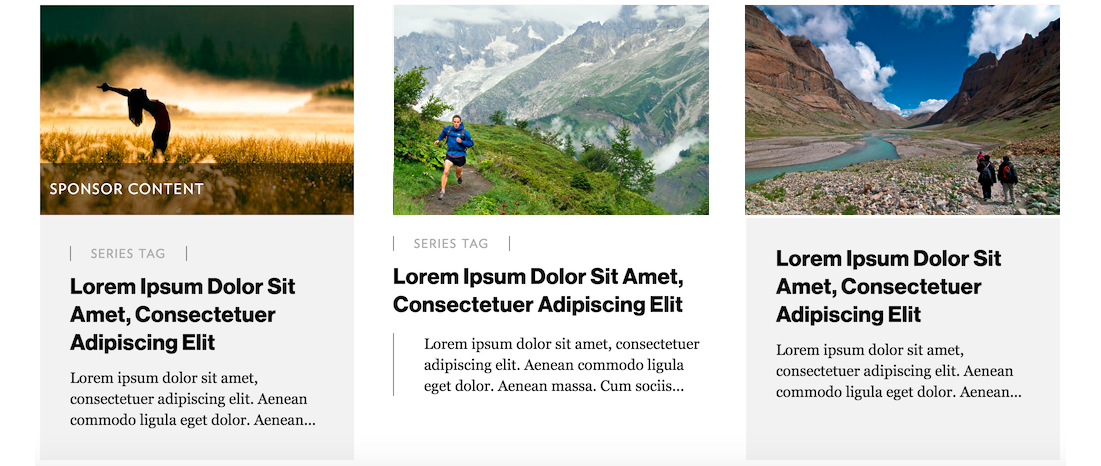 SPONSOR CONTENT
SERIES TAG
Lorem Ipsum Dolor Sit
Amet, Consectetuer
Adipiscing Elit
Lorem ipsum dolor sit amet,
consectetuer adipiscing elit. Aenean
commodo ligula eget dolor. Aenean...
SERIES TAG
Lorem Ipsum Dolor Sit Amet,
Consectetuer Adipiscing Elit
Lorem ipsum dolor sit amet, consectetuer
adipiscing elit. Aenean commodo ligula
eget dolor. Aenean massa. Cum sociis...
Lorem Ipsum Dolor Sit
Amet, Consectetuer
Adipiscing Elit
Lorem ipsum dolor sit amet,
consectetuer adipiscing elit. Aenean
commodo ligula eget dolor. Aenean...